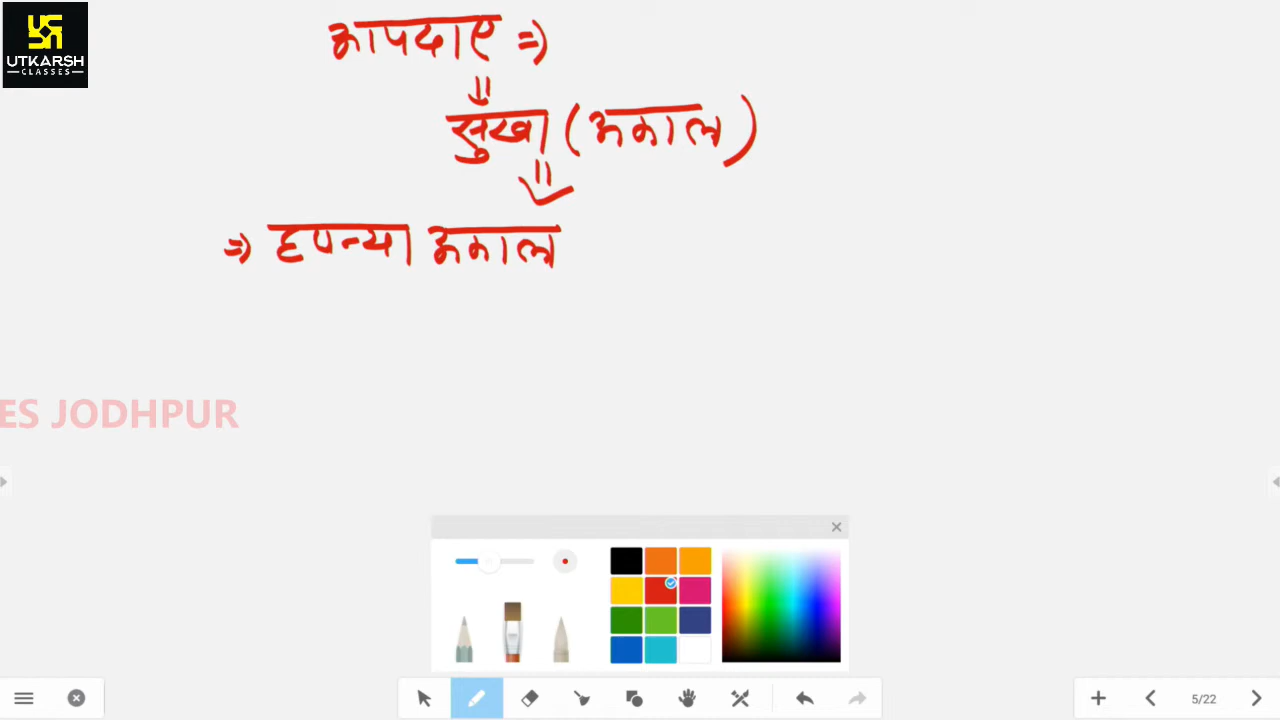 UTKARSH
CLASSES
आपदाए ⇒
सुखा (अकाल)
⇒ छपन्या अकाल
ES JODHPUR
5/22